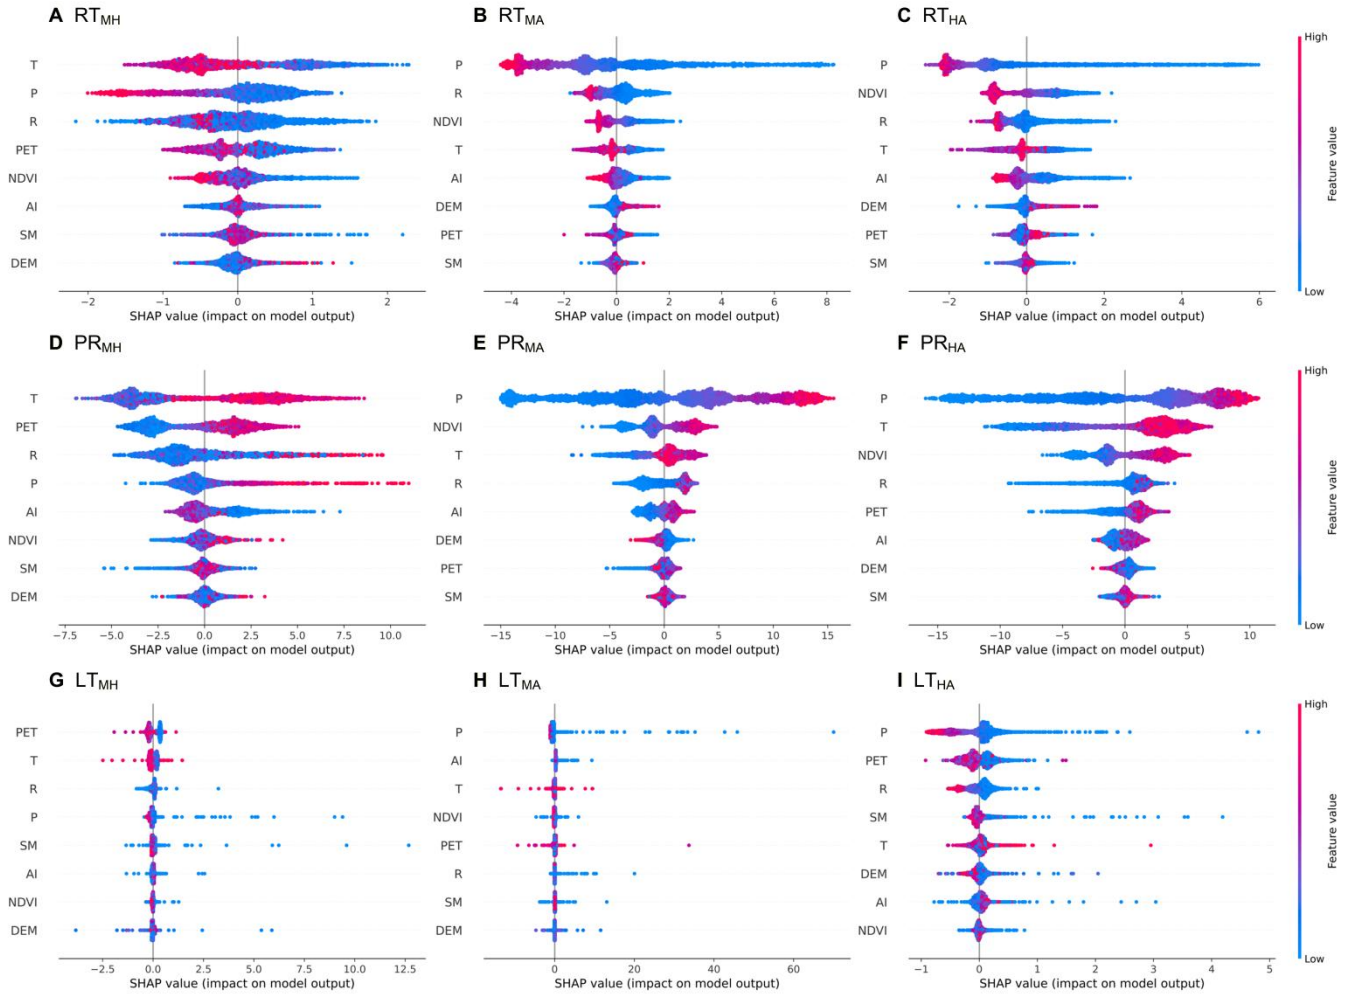 A RTMH
T
P
R
PET
NDVI
AI
SM
DEM
−2 −1 0 1 2
SHAP value (impact on model output)
B RTMA
P
R
NDVI
T
AI
DEM
PET
SM
−4 −2 0 2 4 6 8
SHAP value (impact on model output)
C RTHA
P
NDVI
R
T
AI
DEM
PET
SM
−2 0 2 4 6
SHAP value (impact on model output)
High
Feature value
Low
D PRMH
T
PET
R
P
AI
NDVI
SM
DEM
−7.5 −5.0 −2.5 0.0 2.5 5.0 7.5 10.0
SHAP value (impact on model output)
E PRMA
P
NDVI
T
R
AI
DEM
PET
SM
−15 −10 −5 0 5 10 15
SHAP value (impact on model output)
F PRHA
P
T
NDVI
R
PET
AI
DEM
SM
−15 −10 −5 0 5 10
SHAP value (impact on model output)
High
Feature value
Low
G LTMH
PET
T
R
P
SM
AI
NDVI
DEM
−2.5 0.0 2.5 5.0 7.5 10.0 12.5
SHAP value (impact on model output)
H LTMA
P
AI
T
NDVI
PET
R
SM
DEM
0 20 40 60
SHAP value (impact on model output)
I LTHA
P
PET
R
SM
T
DEM
AI
NDVI
−1 0 1 2 3 4 5
SHAP value (impact on model output)
High
Feature value
Low